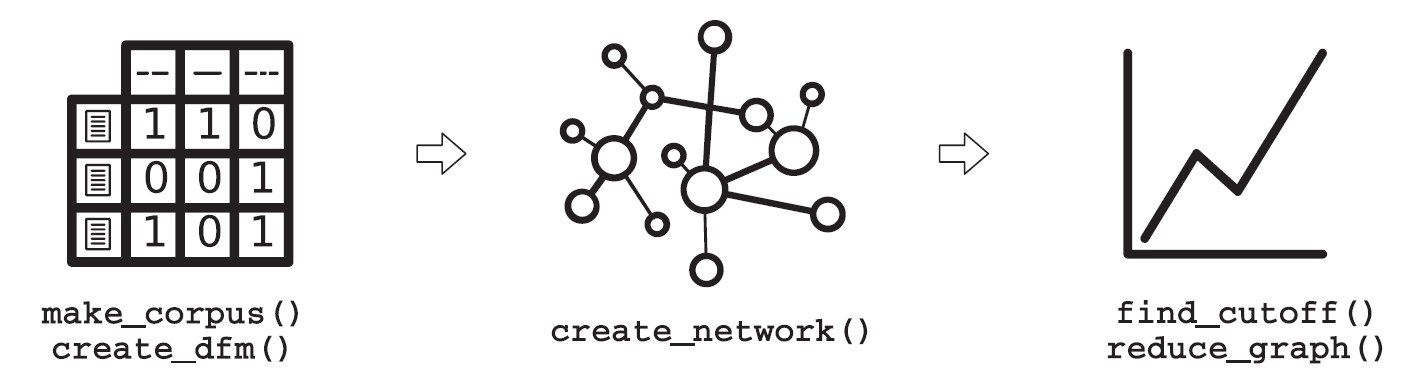 1 1 0
0 0 1
1 0 1
make_corpus()
create_dfm()
create_network()
find_cutoff()
reduce_graph()